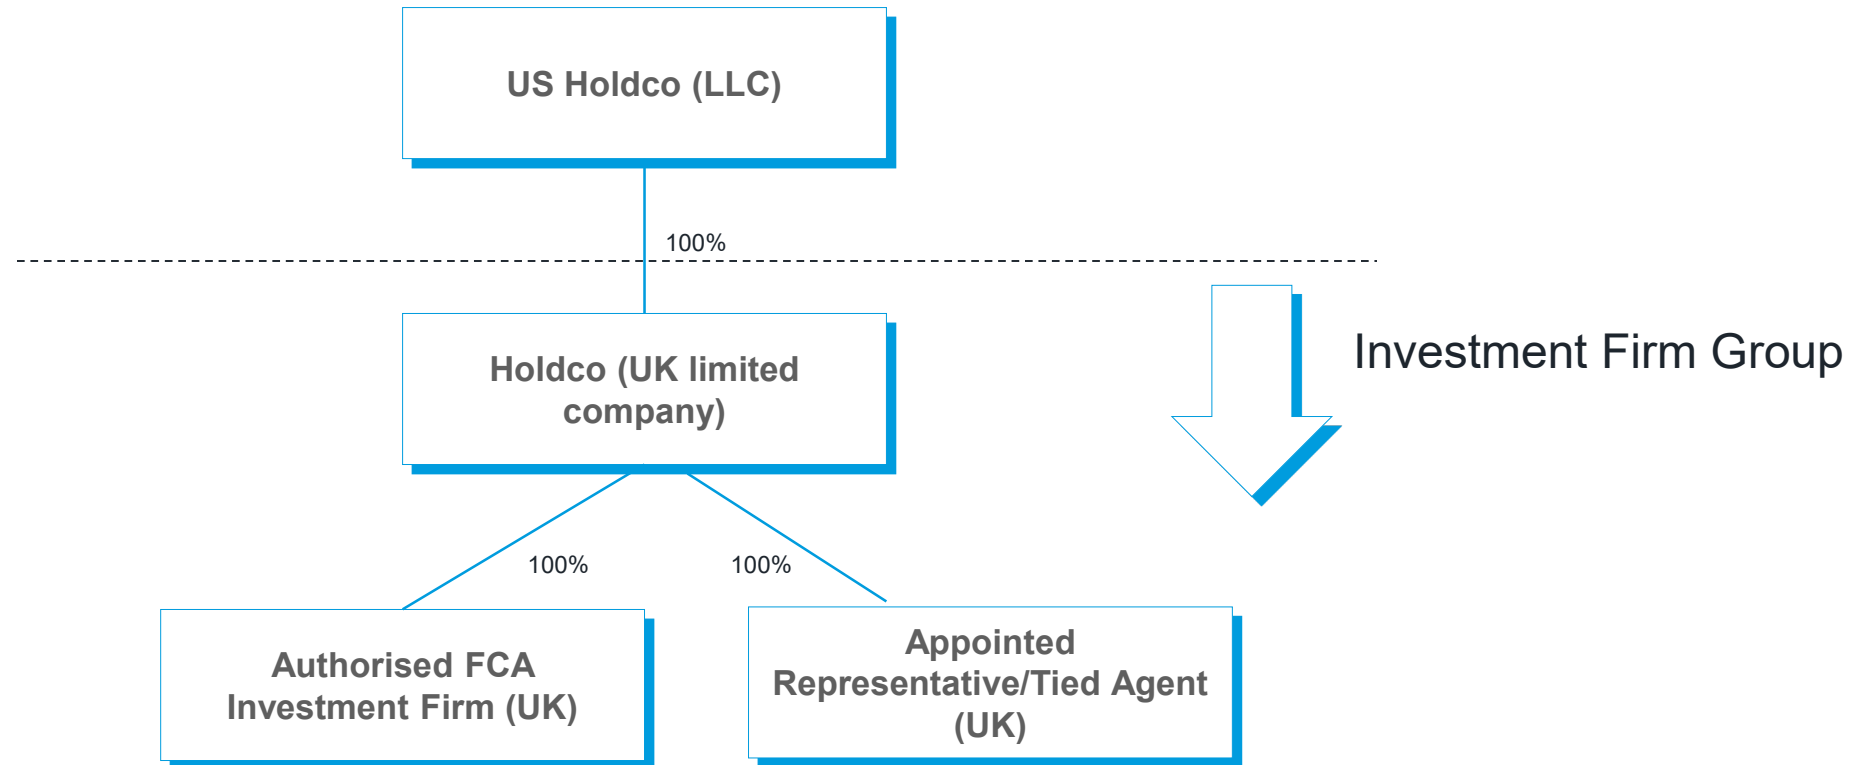 US Holdco (LLC)
100%
Holdco (UK limited
company)
Investment Firm Group
100%
100%
Authorised FCA
Investment Firm (UK)
Appointed
Representative/Tied Agent
(UK)